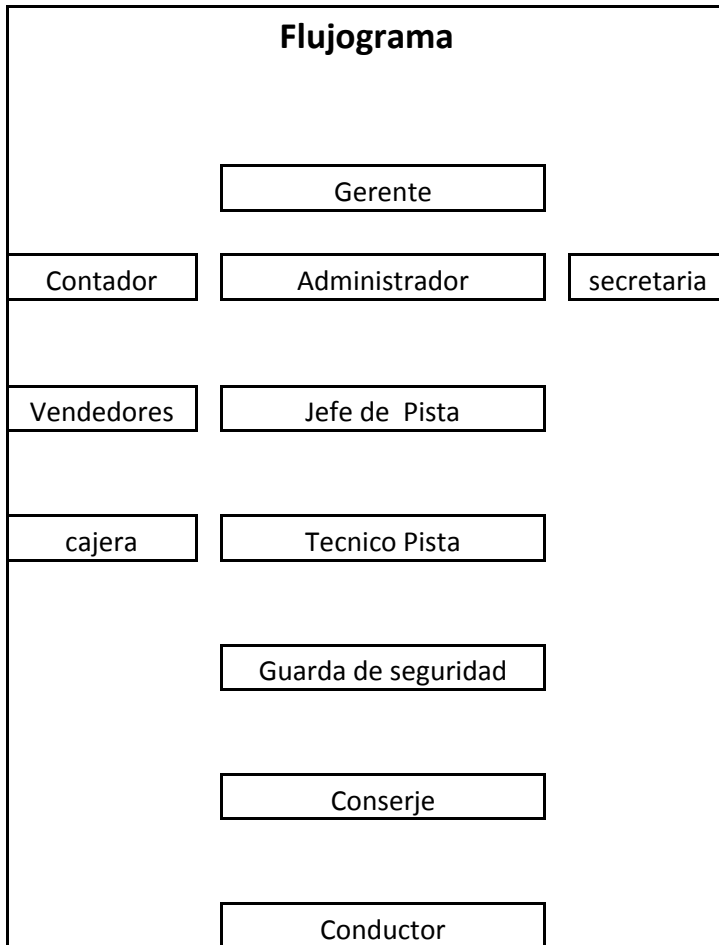 Flujograma
Gerente
Contador
Administrador
secretaria
Vendedores
Jefe de Pista
cajera
Tecnico Pista
Guarda de seguridad
Conserje
Conductor